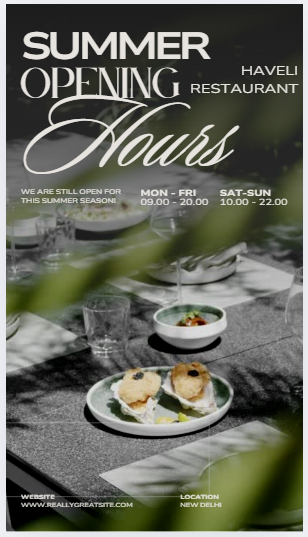 SUMMER
OPENING
Hours
HAVELI
RESTAURANT
WE ARE STILL OPEN FOR
THIS SUMMER SEASON!
MON - FRI
09.00 - 20.00
SAT-SUN
10.00 - 22.00
WEBSITE
WWW.REALLYGREATSITE.COM
LOCATION
NEW DELHI